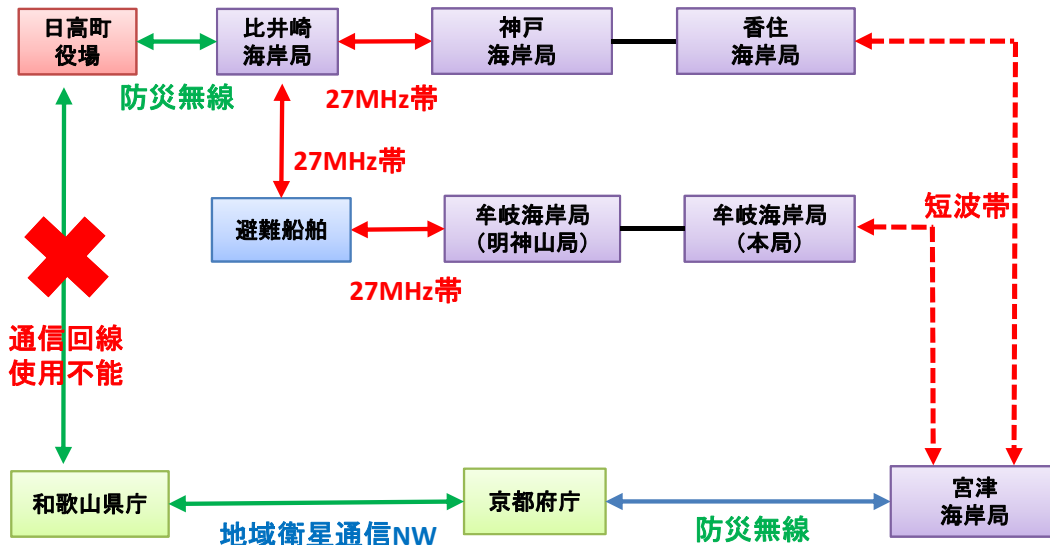 日高町
役場
比井崎
海岸局
神戸
海岸局
香住
海岸局
防災無線
27MHz帯
27MHz帯
避難船舶
牟岐海岸局
（明神山局）
牟岐海岸局
（本局）
短波帯
27MHz帯
通信回線
使用不能
和歌山県庁
京都府庁
宮津
海岸局
地域衛星通信NW
防災無線